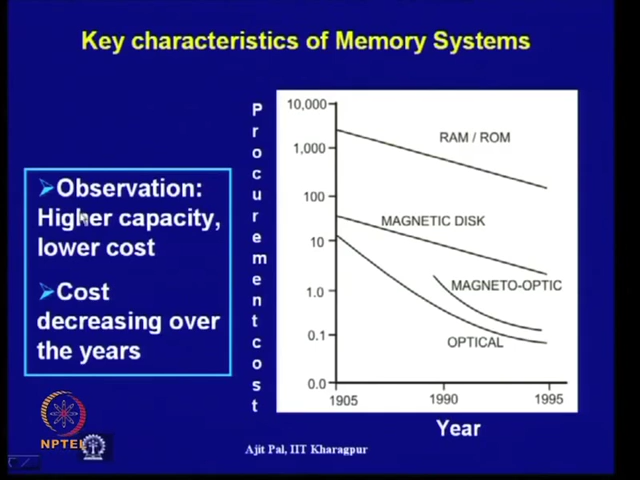 Key characteristics of Memory Systems
➢Observation:
Higher capacity,
lower cost
➢Cost
decreasing over
the years
Procurementcost
10,000
1,000
100
10
1.0
0.1
0.0
RAM / ROM
MAGNETIC DISK
MAGNETO-OPTIC
OPTICAL
1905
1990
1995
Year
NPTEL
Ajit Pal, IIT Kharagpur